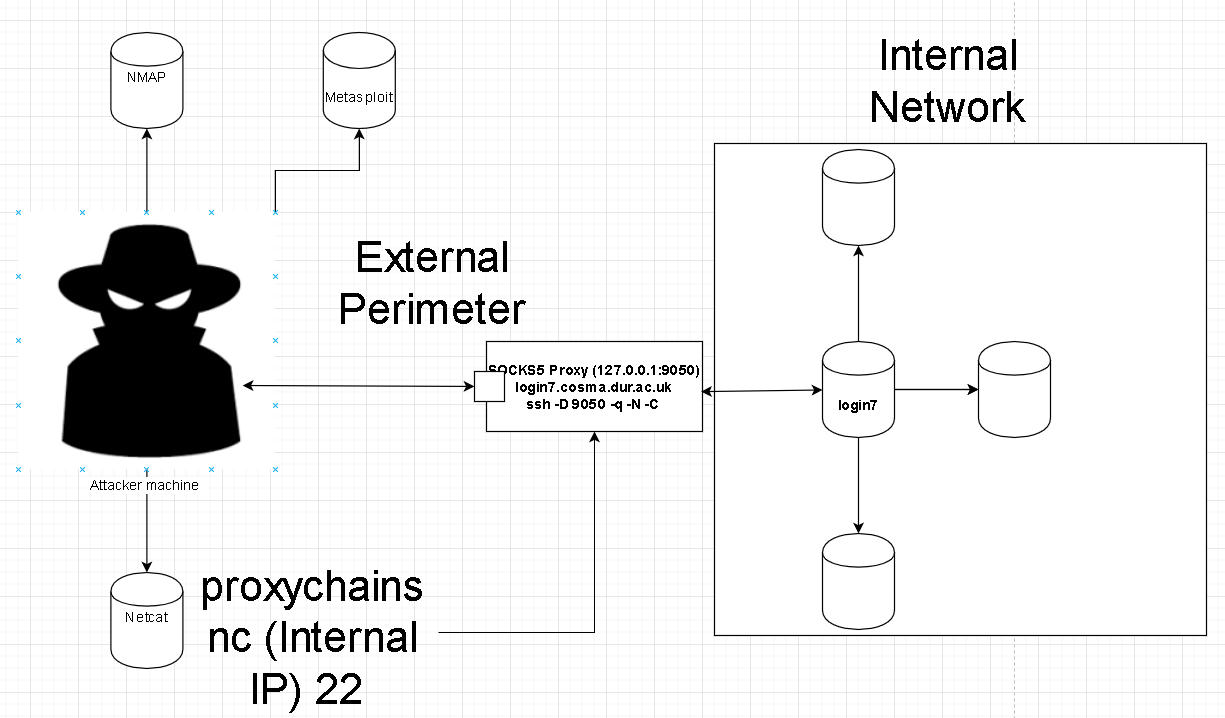 NMAP
Metasploit
Internal
Network
External
Perimeter
SOCKS5 Proxy (127.0.0.1:9050)
login7.cosma.dur.ac.uk
ssh -D9050 -q -N -C
login7
Attacker machine
Netcat
proxychains
nc (Internal
IP) 22